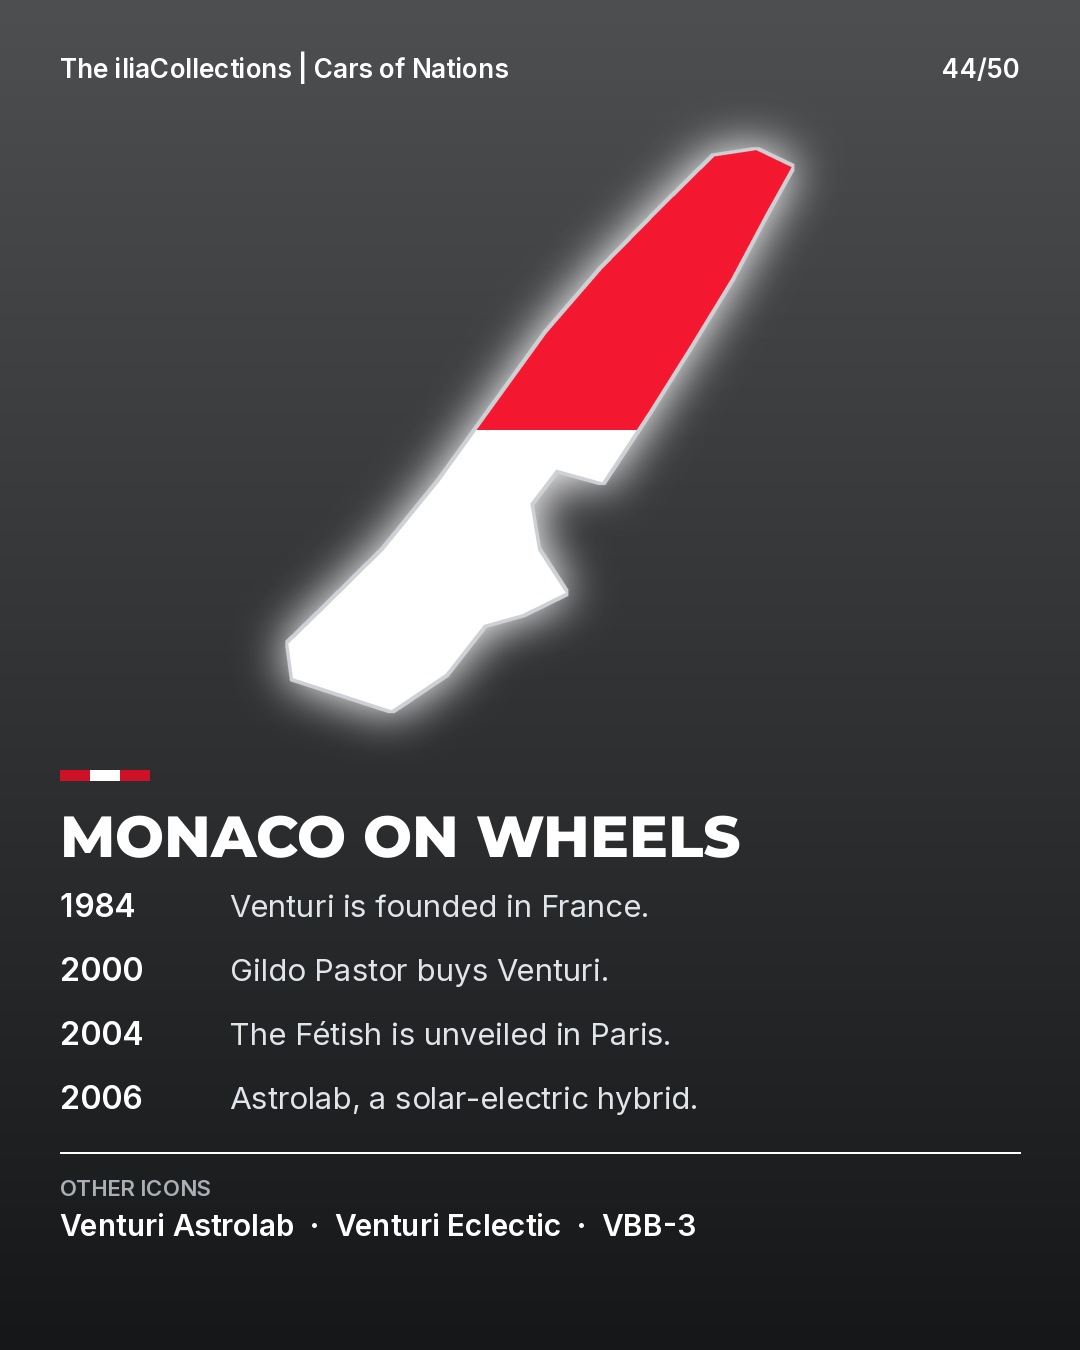 The iliaCollections | Cars of Nations
44/50
MONACO ON WHEELS
1984 Venturi is founded in France.
2000 Gildo Pastor buys Venturi.
2004 The Fétish is unveiled in Paris.
2006 Astrolab, a solar-electric hybrid.
OTHER ICONS
Venturi Astrolab · Venturi Eclectic · VBB-3